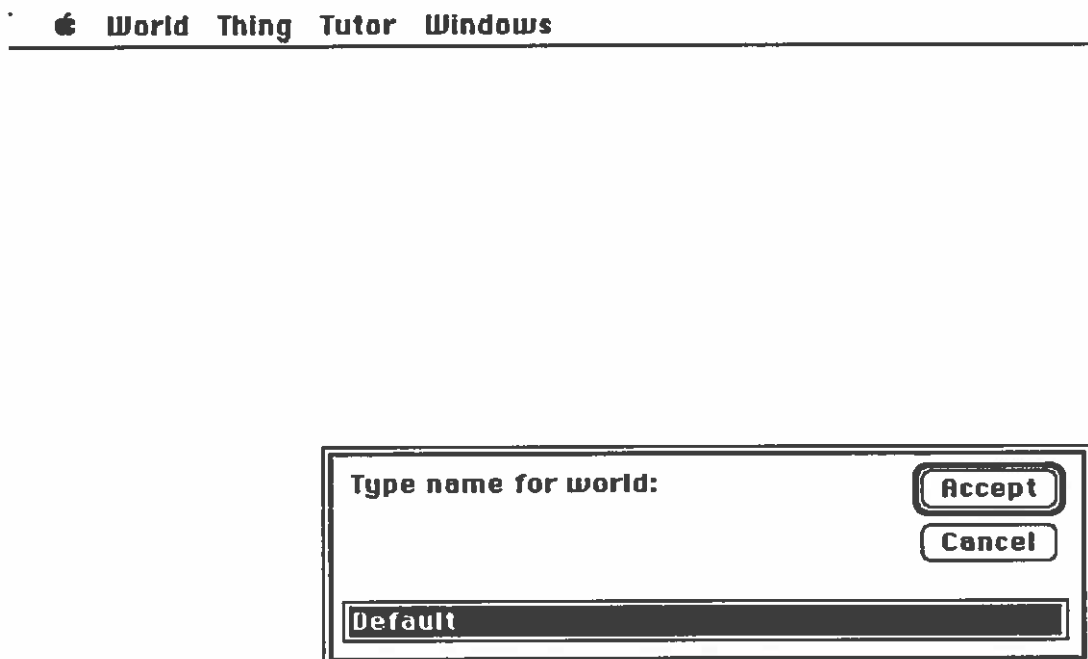 World Thing Tutor Windows
Type name for world:
Accept
Cancel
Default